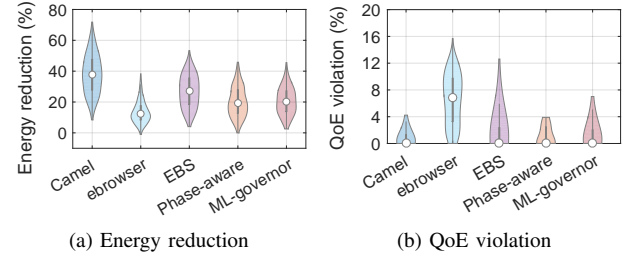 Energy reduction (%)
80
60
40
20
0
Camel
ebrowser
EBS
Phase-aware
ML-governor
(a) Energy reduction
QoE violation (%)
20
16
12
8
4
0
Camel
ebrowser
EBS
Phase-aware
ML-governor
(b) QoE violation